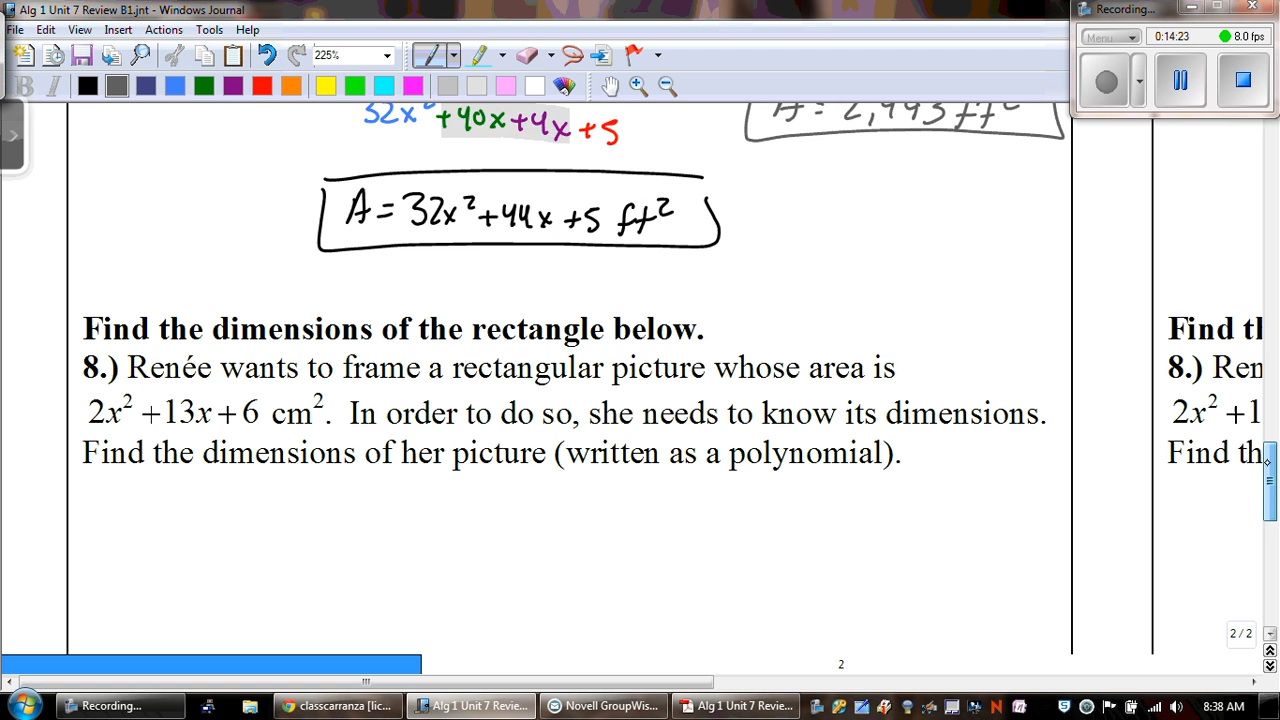 Alg 1 Unit 7 Review B1.jnt - Windows Journal
File Edit View Insert Actions Tools Help
225%
B I
Recording...
Menu
0:14:23
8.0 fps
32x² +40x +4x +5
A = 2,993 ft²
A = 32x² +44x +5 ft²
Find the dimensions of the rectangle below.
8.) Renée wants to frame a rectangular picture whose area is
2x² +13x + 6 cm². In order to do so, she needs to know its dimensions.
Find the dimensions of her picture (written as a polynomial).
Find tl
8.) Ren
2x² +1
Find th
2 / 2
2
Recording...
classcarranza [lic...
Alg 1 Unit 7 Revie...
Novell GroupWis...
Alg 1 Unit 7 Revie...
8:38 AM